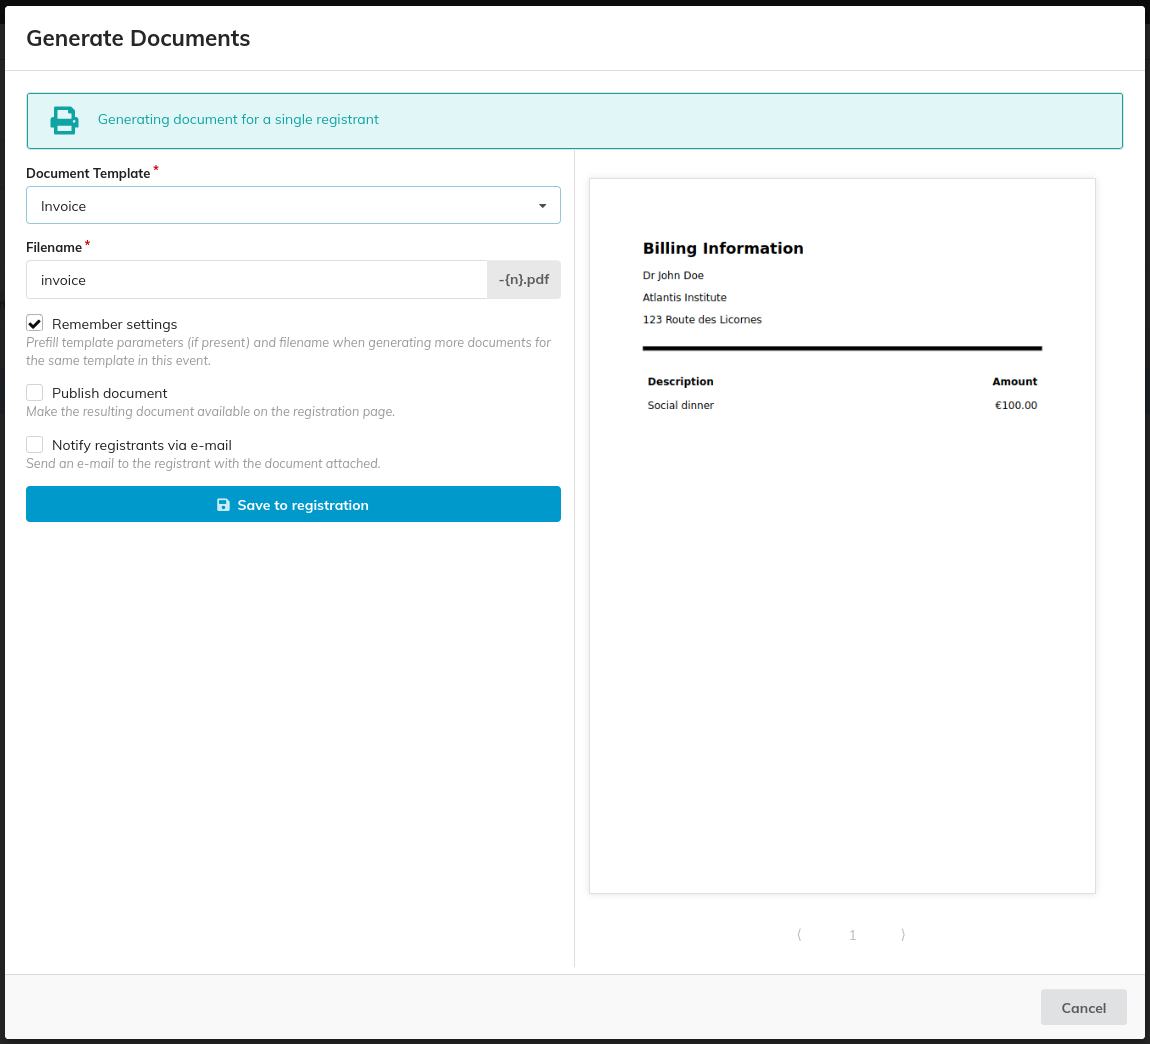 Generate Documents
Generating document for a single registrant
Document Template *
Invoice
Filename *
invoice
-{n}.pdf
Remember settings
Prefill template parameters (if present) and filename when generating more documents for
the same template in this event.
Publish document
Make the resulting document available on the registration page.
Notify registrants via e-mail
Send an e-mail to the registrant with the document attached.
Save to registration
Billing Information
Dr John Doe
Atlantis Institute
123 Route des Licornes
Description Amount
Social dinner €100.00
⟨ 1 ⟩
Cancel